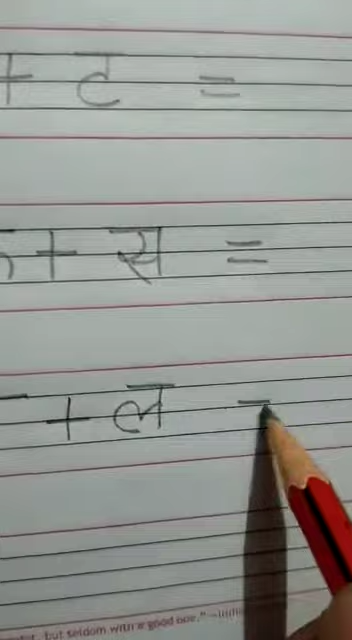 + ट =
+ स =
+ ल -
but seldom with a good one."